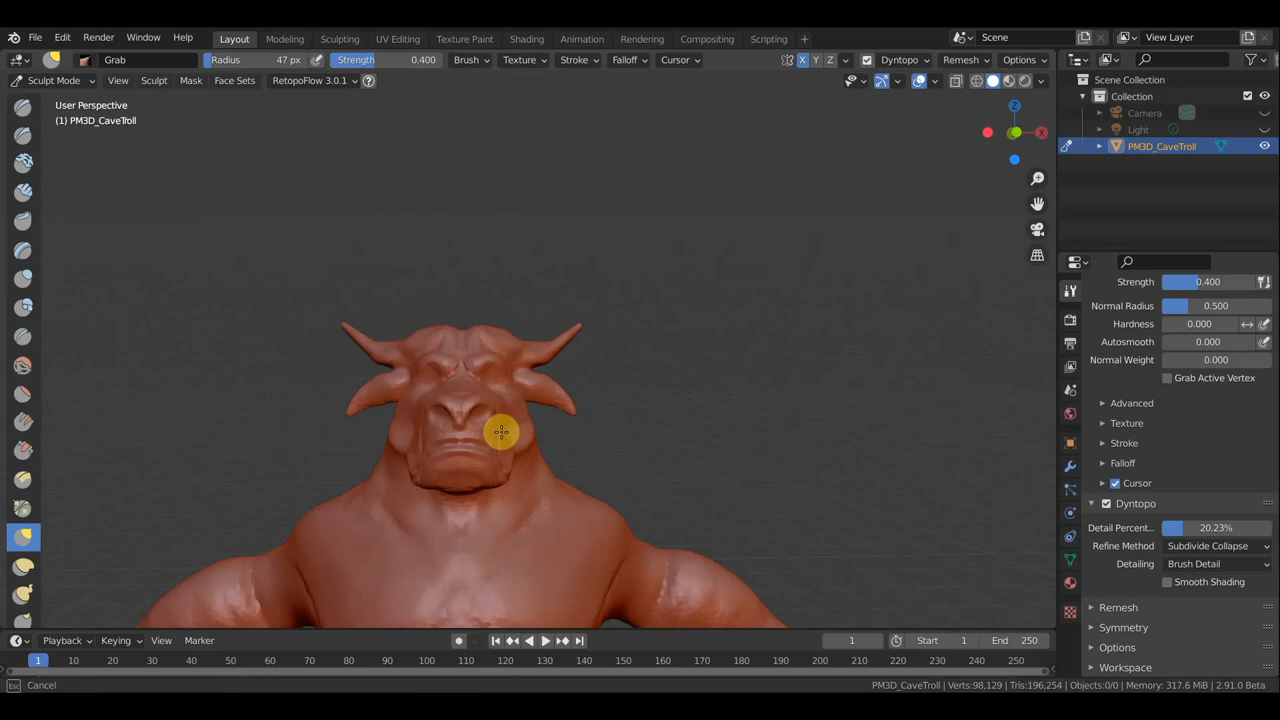 File Edit Render Window Help Layout Modeling Sculpting UV Editing Texture Paint Shading Animation Rendering Compositing Scripting + Scene View Layer
Grab Radius 47 px Strength 0.400 Brush Texture Stroke Falloff Cursor X Y Z Dyntopo Remesh Options
Sculpt Mode View Sculpt Mask Face Sets RetopoFlow 3.0.1 ?
Scene Collection
Collection
Camera
Light
PM3D_CaveTroll
User Perspective
(1) PM3D_CaveTroll
Z
X
Strength 0.400
Normal Radius 0.500
Hardness 0.000
Autosmooth 0.000
Normal Weight 0.000
Grab Active Vertex
Advanced
Texture
Stroke
Falloff
Cursor
Dyntopo
Detail Percent... 20.23%
Refine Method Subdivide Collapse
Detailing Brush Detail
Smooth Shading
Remesh
Symmetry
Options
Workspace
Playback Keying View Marker 1 Start 1 End 250
1 10 20 30 40 50 60 70 80 90 100 110 120 130 140 150 160 170 180 190 200 210 220 230 240 250
Esc Cancel PM3D_CaveTroll | Verts:98,129 | Tris:196,254 | Objects:0/0 | Memory: 317.6 MiB | 2.91.0 Beta